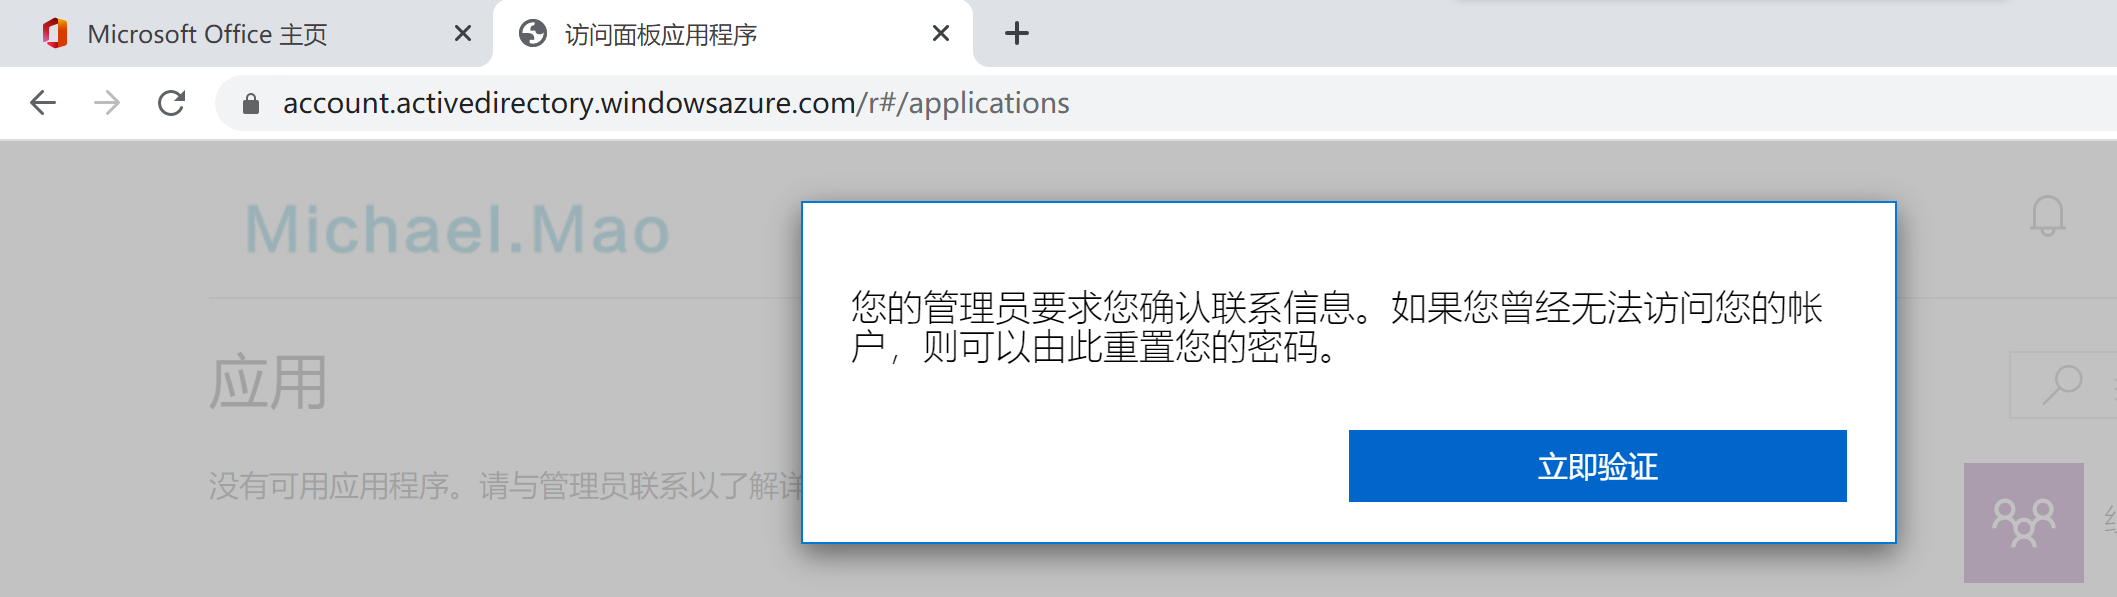 Microsoft Office 主页
访问面板应用程序
account.activedirectory.windowsazure.com/r#/applications
Michael.Mao
您的管理员要求您确认联系信息。如果您曾经无法访问您的帐
户，则可以由此重置您的密码。
应用
立即验证
没有可用应用程序。请与管理员联系以了解详